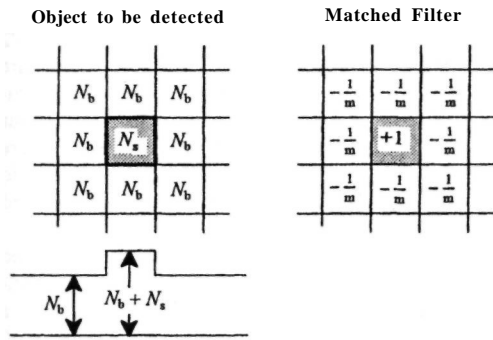 Object to be detected Matched Filter
N_b N_b N_b -1/m -1/m -1/m
N_b N_s N_b -1/m +1 -1/m
N_b N_b N_b -1/m -1/m -1/m
N_b N_b + N_s